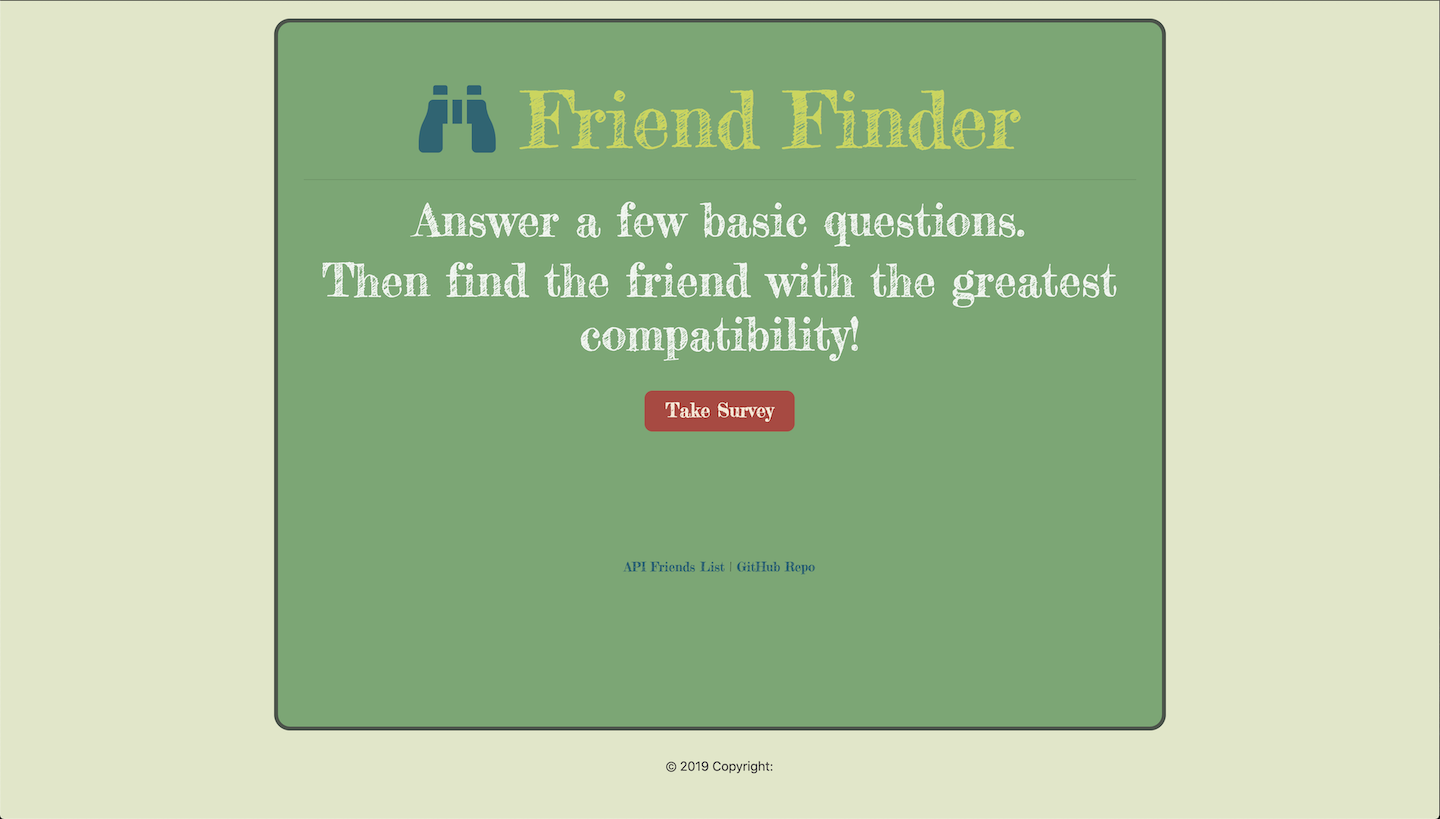 Friend Finder
Answer a few basic questions.
Then find the friend with the greatest
compatibility!
Take Survey
API Friends List | GitHub Repo
© 2019 Copyright: